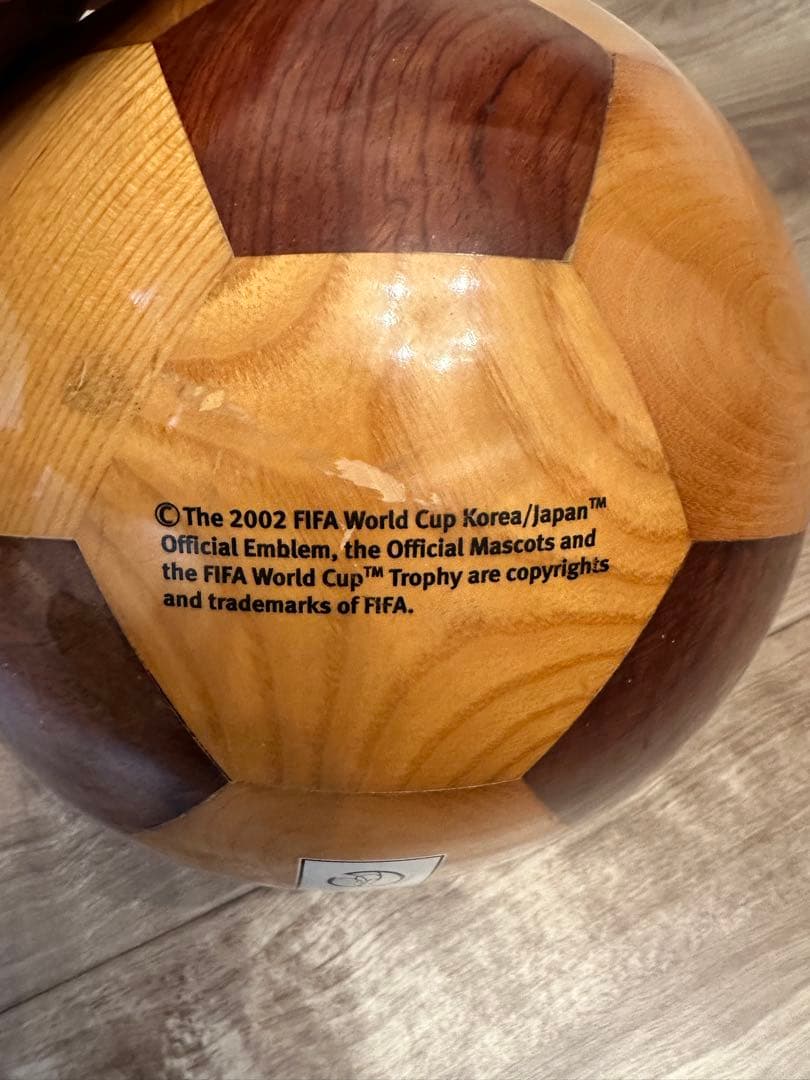 ©The 2002 FIFA World Cup Korea/Japan™
Official Emblem, the Official Mascots and
the FIFA World Cup™ Trophy are copyrights
and trademarks of FIFA.